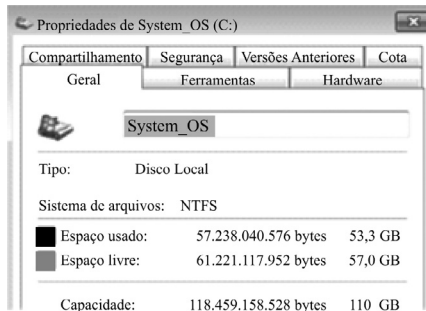 Propriedades de System_OS (C:)
Compartilhamento Segurança Versões Anteriores Cota
Geral Ferramentas Hardware
System_OS
Tipo: Disco Local
Sistema de arquivos: NTFS
Espaço usado: 57.238.040.576 bytes 53,3 GB
Espaço livre: 61.221.117.952 bytes 57,0 GB
Capacidade: 118.459.158.528 bytes 110 GB